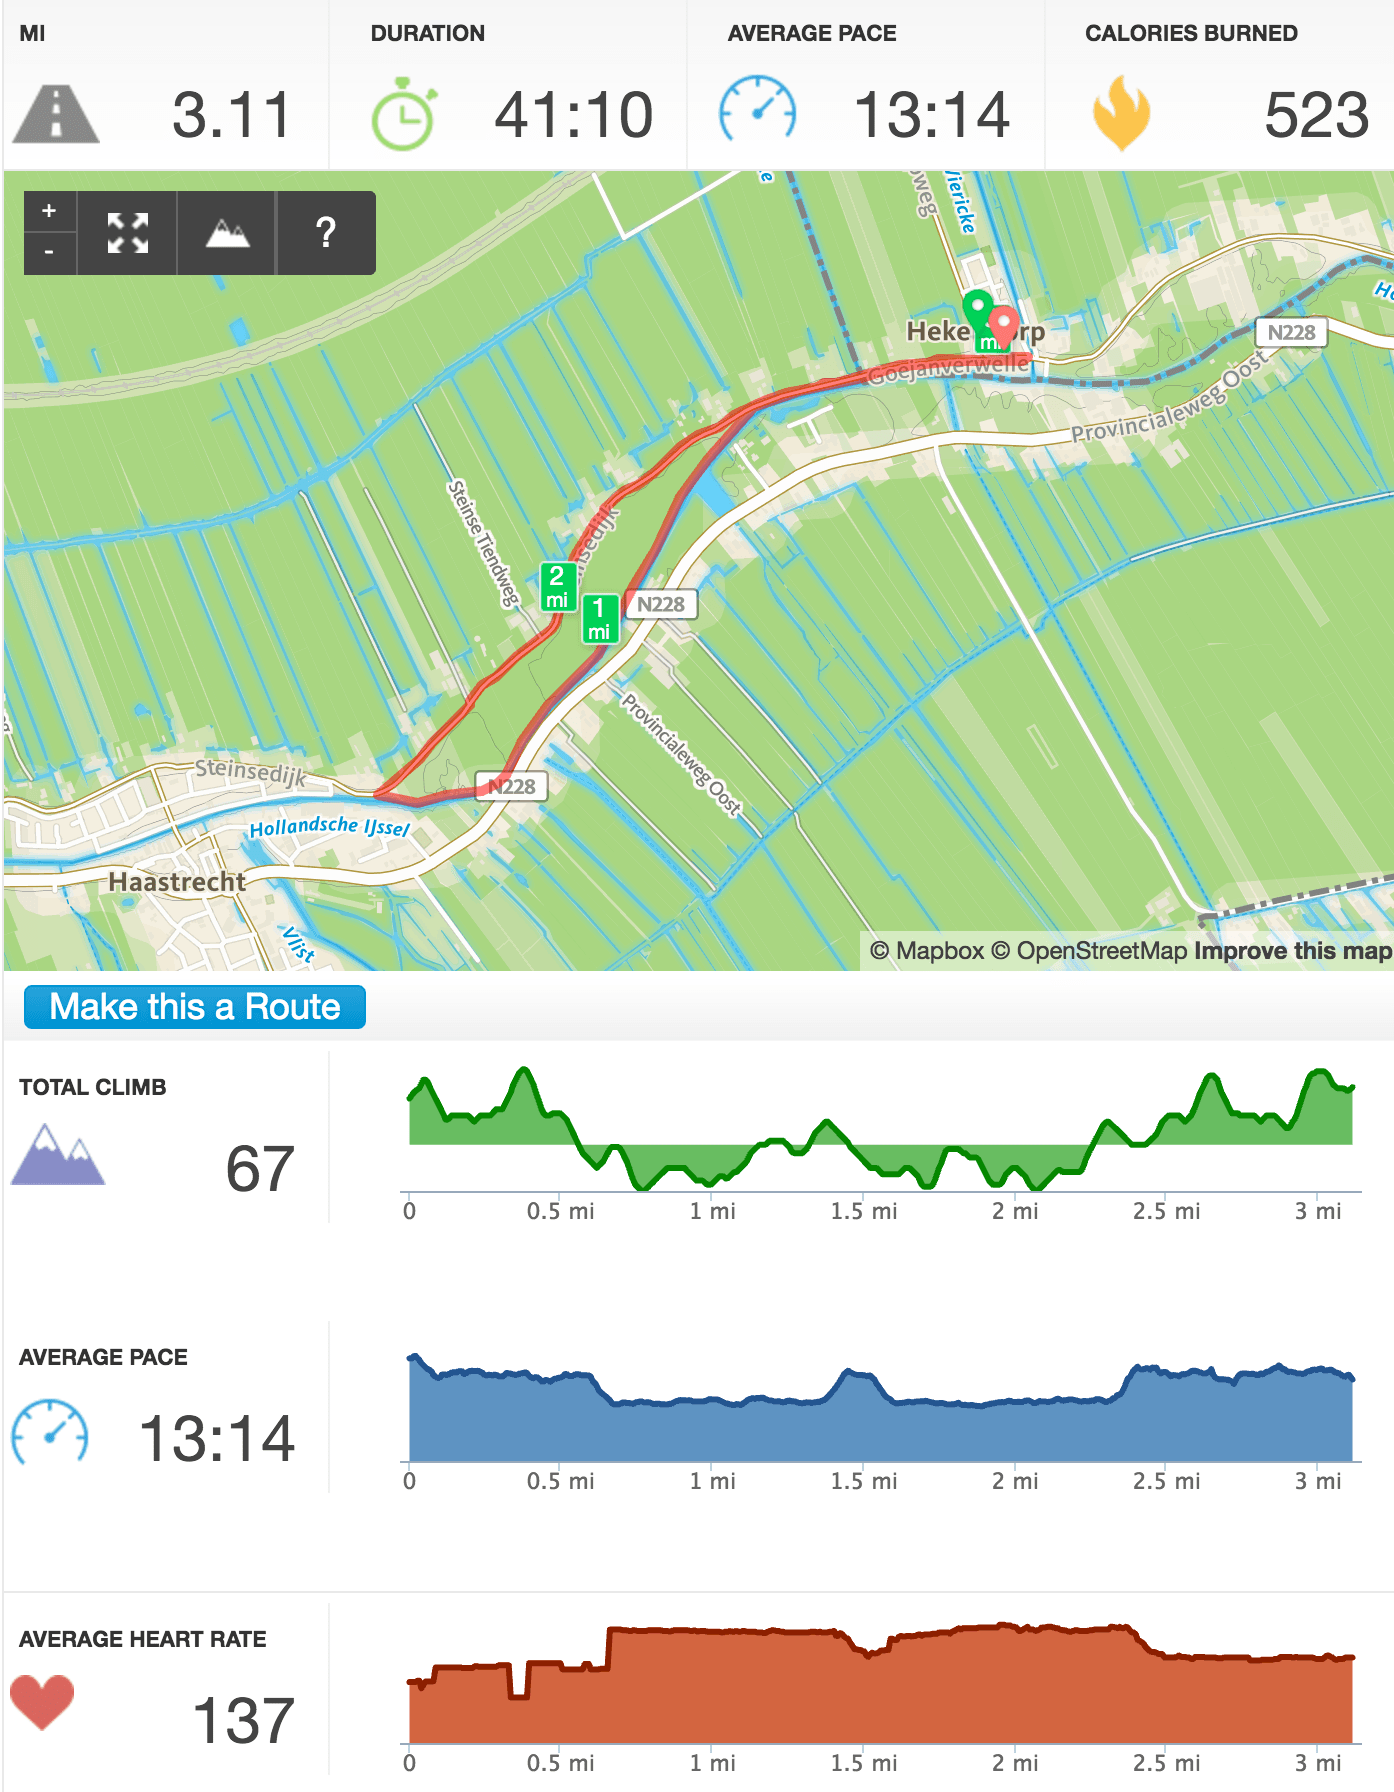 MI
DURATION
AVERAGE PACE
CALORIES BURNED
3.11
41:10
13:14
523
+
-
?
Goejanverwelle
N228
Provincialeweg Oost
Steinse Tiendweg
2
mi
1
mi
N228
Provincialeweg Oost
Steinsedijk
N228
Hollandsche IJssel
Haastrecht
Vlist
mi
© Mapbox © OpenStreetMap Improve this map
Make this a Route
TOTAL CLIMB
67
0 0.5 mi 1 mi 1.5 mi 2 mi 2.5 mi 3 mi
AVERAGE PACE
13:14
0 0.5 mi 1 mi 1.5 mi 2 mi 2.5 mi 3 mi
AVERAGE HEART RATE
137
0 0.5 mi 1 mi 1.5 mi 2 mi 2.5 mi 3 mi